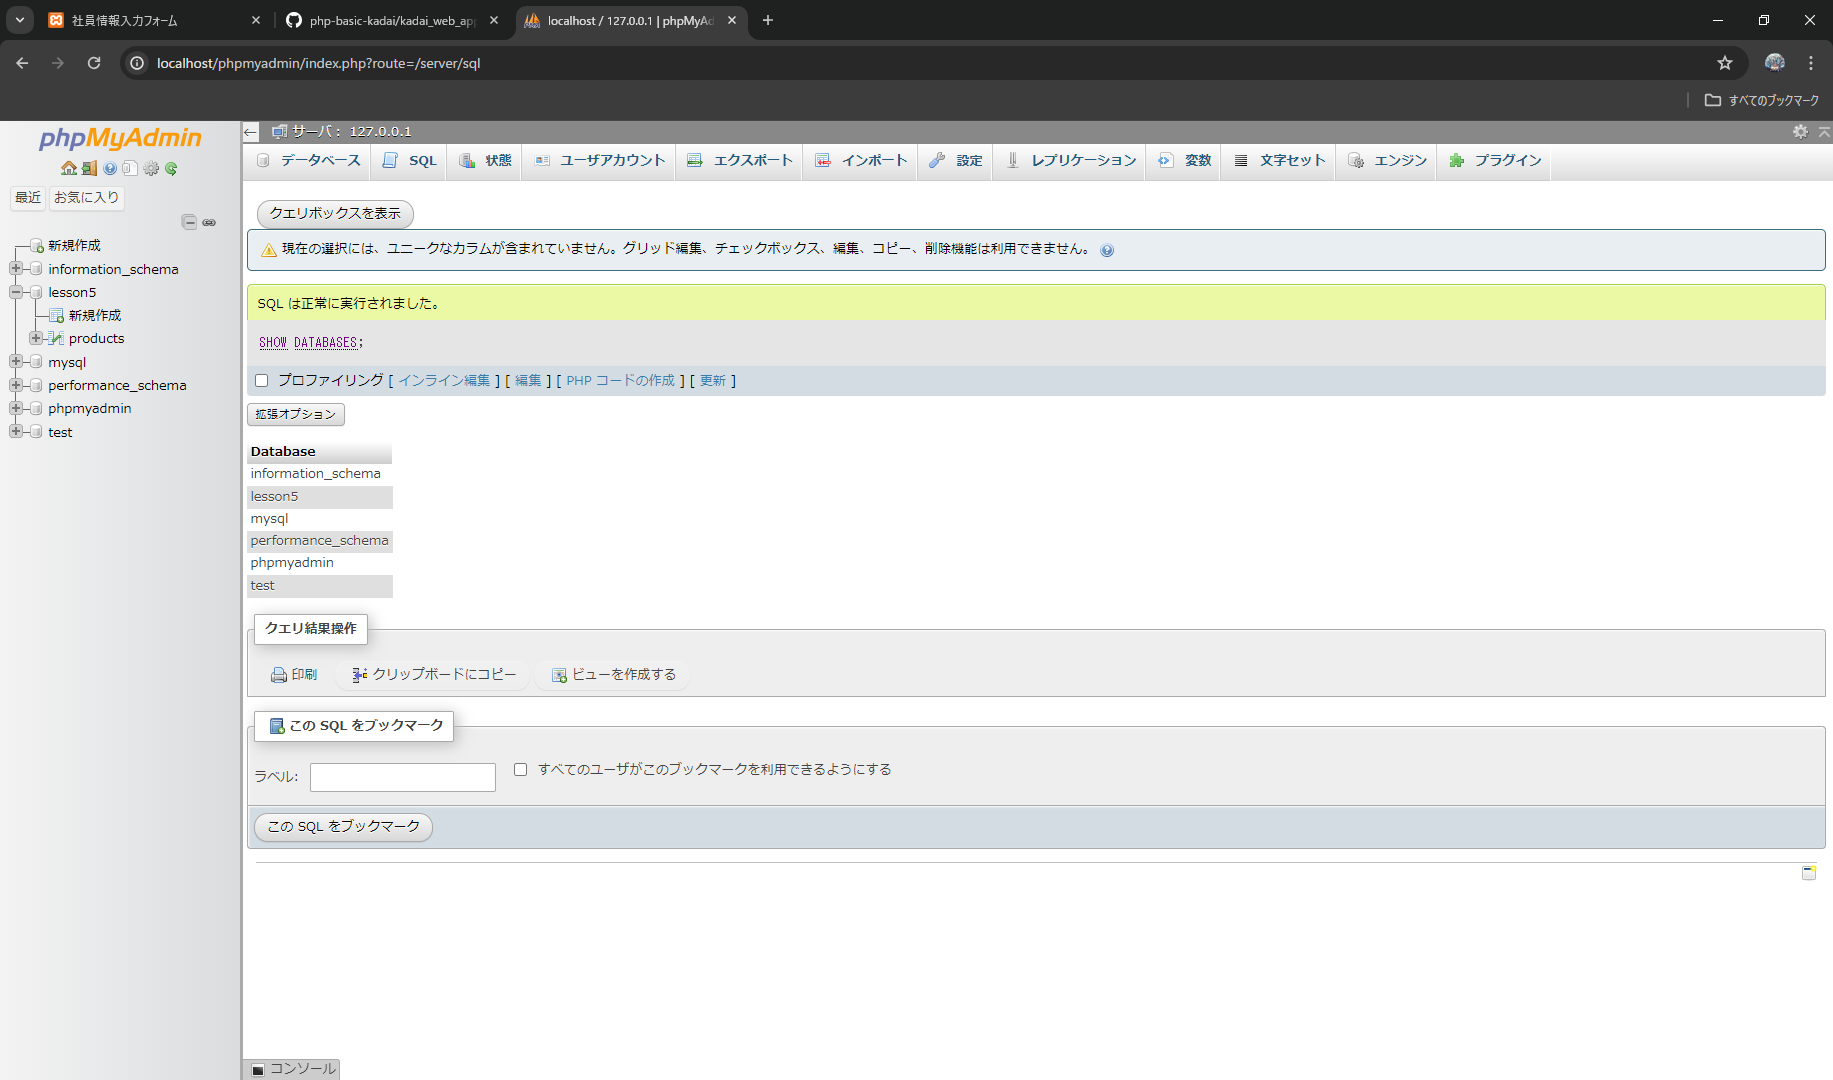 社員情報入力フォーム
php-basic-kadai/kadai_web_app
localhost / 127.0.0.1 | phpMyAd
localhost/phpmyadmin/index.php?route=/server/sql
すべてのブックマーク
phpMyAdmin
最近
お気に入り
新規作成
information_schema
lesson5
新規作成
products
mysql
performance_schema
phpmyadmin
test
サーバ: 127.0.0.1
データベース
SQL
状態
ユーザアカウント
エクスポート
インポート
設定
レプリケーション
変数
文字セット
エンジン
プラグイン
クエリボックスを表示
現在の選択には、ユニークなカラムが含まれていません。グリッド編集、チェックボックス、編集、コピー、削除機能は利用できません。
SQL は正常に実行されました。
SHOW DATABASES;
プロファイリング [ インライン編集 ] [ 編集 ] [ PHP コードの作成 ] [ 更新 ]
拡張オプション
Database
information_schema
lesson5
mysql
performance_schema
phpmyadmin
test
クエリ結果操作
印刷
クリップボードにコピー
ビューを作成する
この SQL をブックマーク
ラベル:
すべてのユーザがこのブックマークを利用できるようにする
この SQL をブックマーク
コンソール